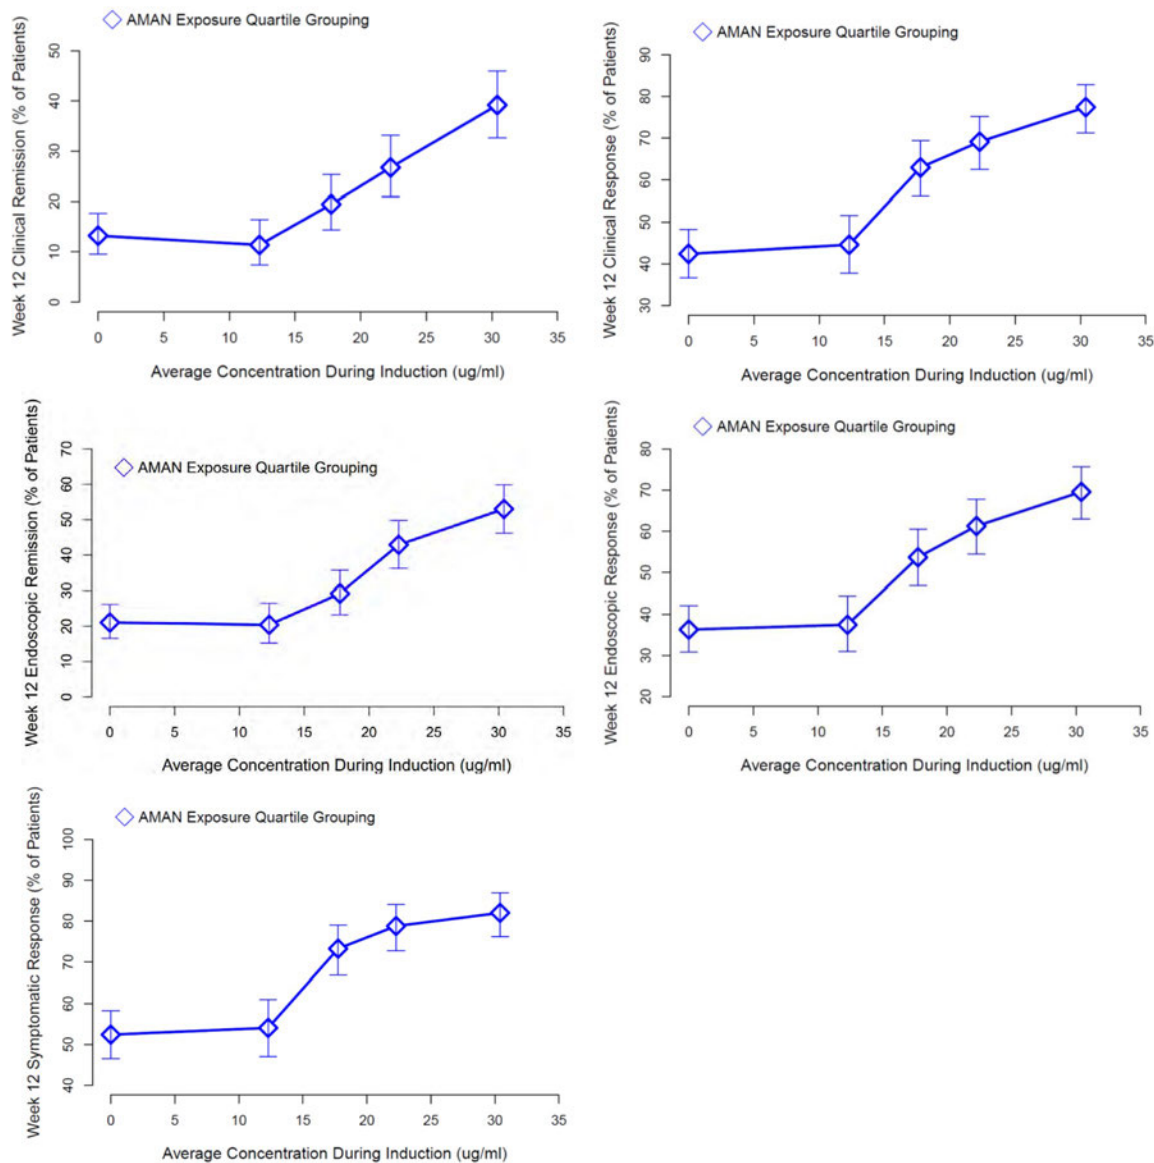 AMAN Exposure Quartile Grouping
Week 12 Clinical Remission (% of Patients)
50
40
30
20
10
0
0 5 10 15 20 25 30 35
Average Concentration During Induction (ug/ml)
AMAN Exposure Quartile Grouping
Week 12 Clinical Response (% of Patients)
90
80
70
60
50
40
30
0 5 10 15 20 25 30 35
Average Concentration During Induction (ug/ml)
AMAN Exposure Quartile Grouping
Week 12 Endoscopic Remission (% of Patients)
70
60
50
40
30
20
10
0
0 5 10 15 20 25 30 35
Average Concentration During Induction (ug/ml)
AMAN Exposure Quartile Grouping
Week 12 Endoscopic Response (% of Patients)
80
70
60
50
40
30
20
0 5 10 15 20 25 30 35
Average Concentration During Induction (ug/ml)
AMAN Exposure Quartile Grouping
Week 12 Symptomatic Response (% of Patients)
100
90
80
70
60
50
40
0 5 10 15 20 25 30 35
Average Concentration During Induction (ug/ml)